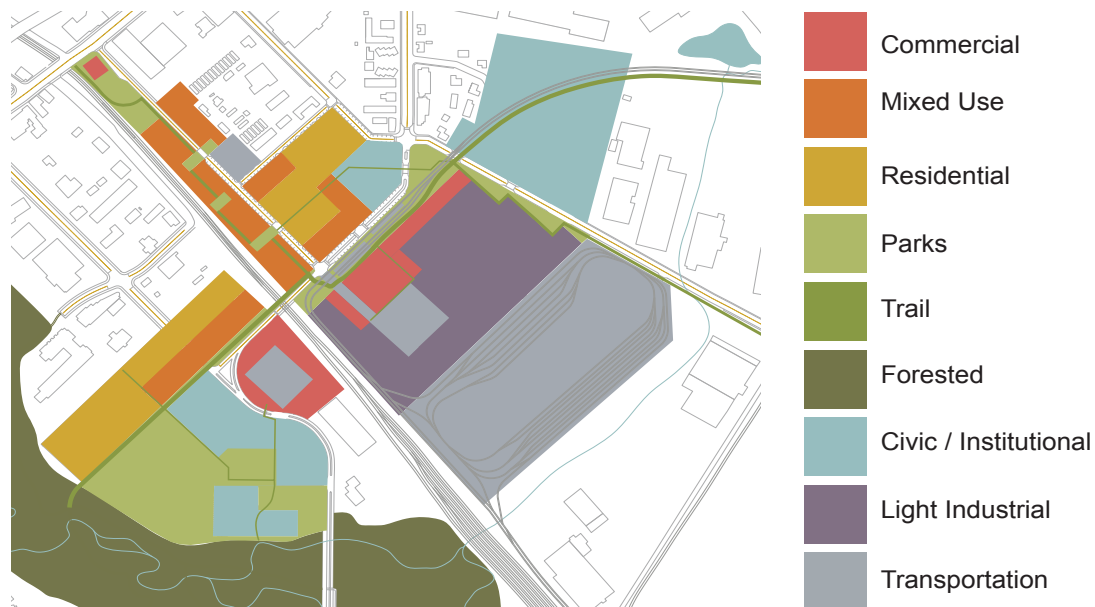 Commercial
Mixed Use
Residential
Parks
Trail
Forested
Civic / Institutional
Light Industrial
Transportation